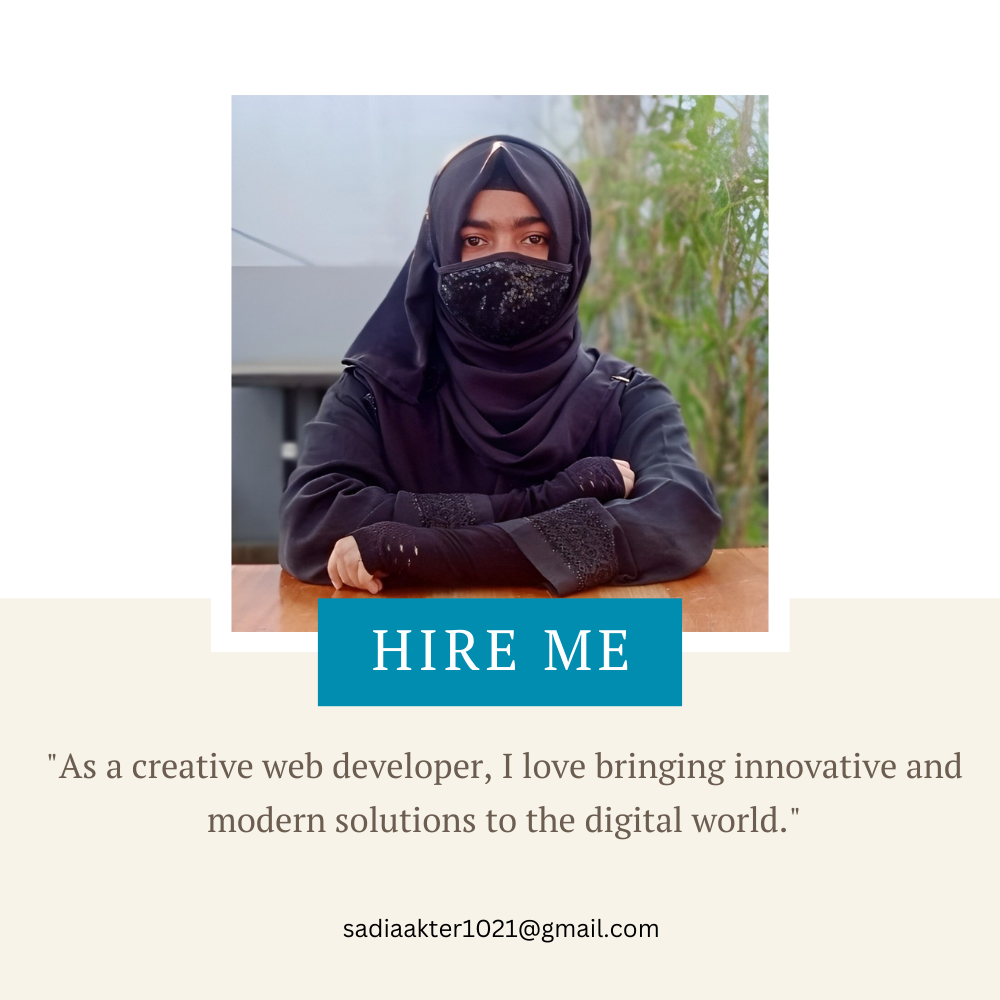 HIRE ME
"As a creative web developer, I love bringing innovative and
modern solutions to the digital world."
sadiaakter1021@gmail.com